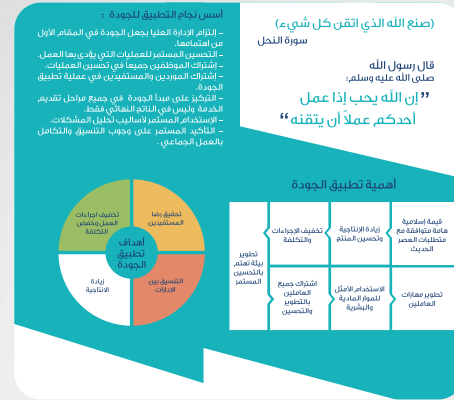 (صنع الله الذي اتقن كل شيء)
سورة النحل
قال رسول الله
صلى الله عليه وسلم:
”إن الله يحب إذا عمل
أحدكم عملاً أن يتقنه“
أهمية تطبيق الجودة
قيمة إسلامية
هامة متوافقة مع
متطلبات العصر
الحديث
زيادة الإنتاجية
وتحسين المنتج
تخفيف الإجراءات
والتكلفة
تطوير
بيئة تهتم
بالتحسين
المستمر
تطوير مهارات
العاملين
الاستخدام الأمثل
للموار المادية
والبشرية
اشتراك جميع
العاملين
بالتطوير
والتحسين
أسس نجاح التطبيق للجودة :
- إلتزام الإدارة العليا بجعل الجودة في المقام الأول
من اهتمامها.
- التحسين المستمر للعمليات التي يؤدى بها العمل.
- إشتراك الموظفين جميعاً في تحسين العمليات.
- إشتراك الموردين والمستفيدين في عملية تطبيق
الجودة.
- التركيز على مبدأ الجودة في جميع مراحل تقديم
الخدمة وليس في الناتج النهائي فقط.
- الإستخدام المستمر لأساليب تحليل المشكلات.
- التأكيد المستمر على وجوب التنسيق والتكامل
بالعمل الجماعي.
تحقيق رضا
المستفيدين
تخفيف اجراءات
العمل وخفض
التكلفة
أهداف
تطبيق
الجودة
التنسيق بين
الإدارات
زيادة
الانتاجية